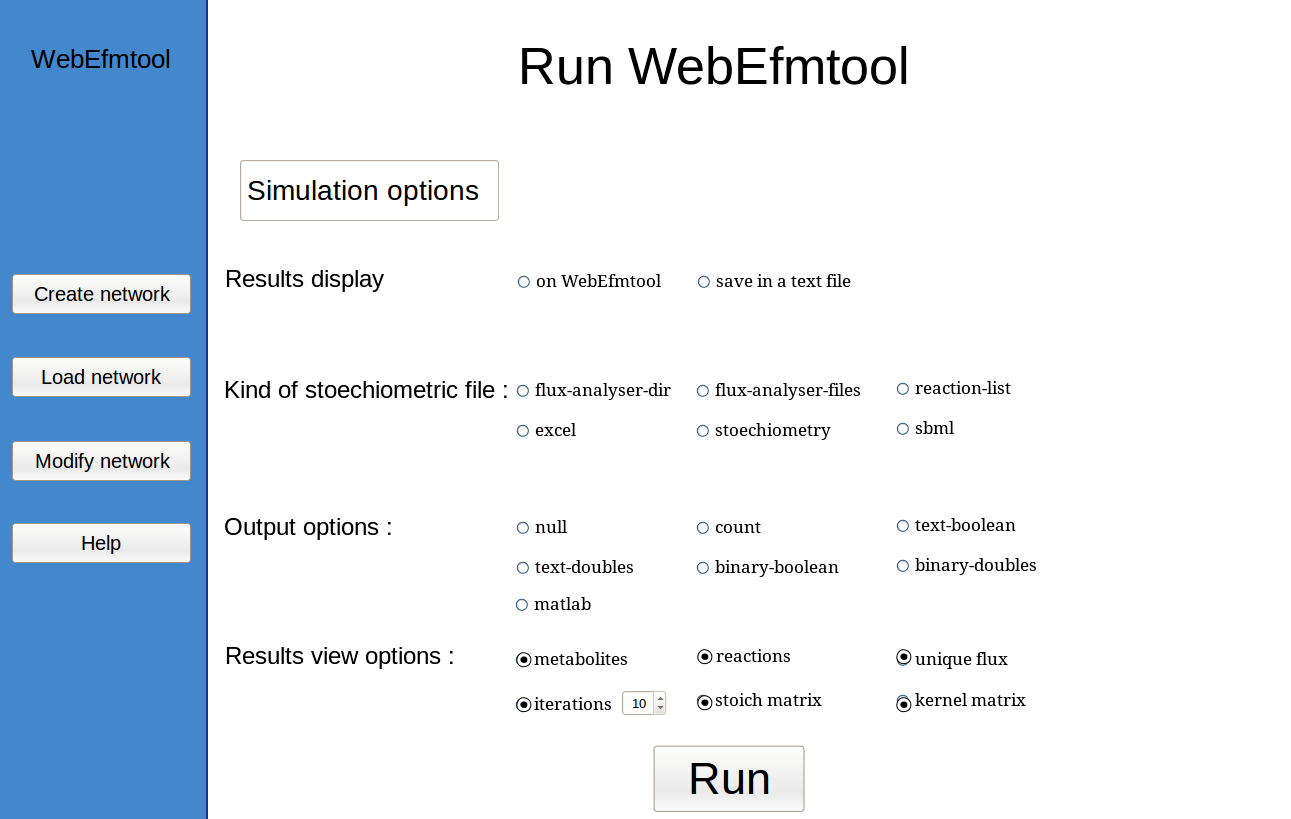 WebEfmtool
Create network
Load network
Modify network
Help
Run WebEfmtool
Simulation options
Results display
on WebEfmtool
save in a text file
Kind of stoechiometric file :
flux-analyser-dir
flux-analyser-files
reaction-list
excel
stoechiometry
sbml
Output options :
null
count
text-boolean
text-doubles
binary-boolean
binary-doubles
matlab
Results view options :
metabolites
reactions
unique flux
iterations
10
stoich matrix
kernel matrix
Run